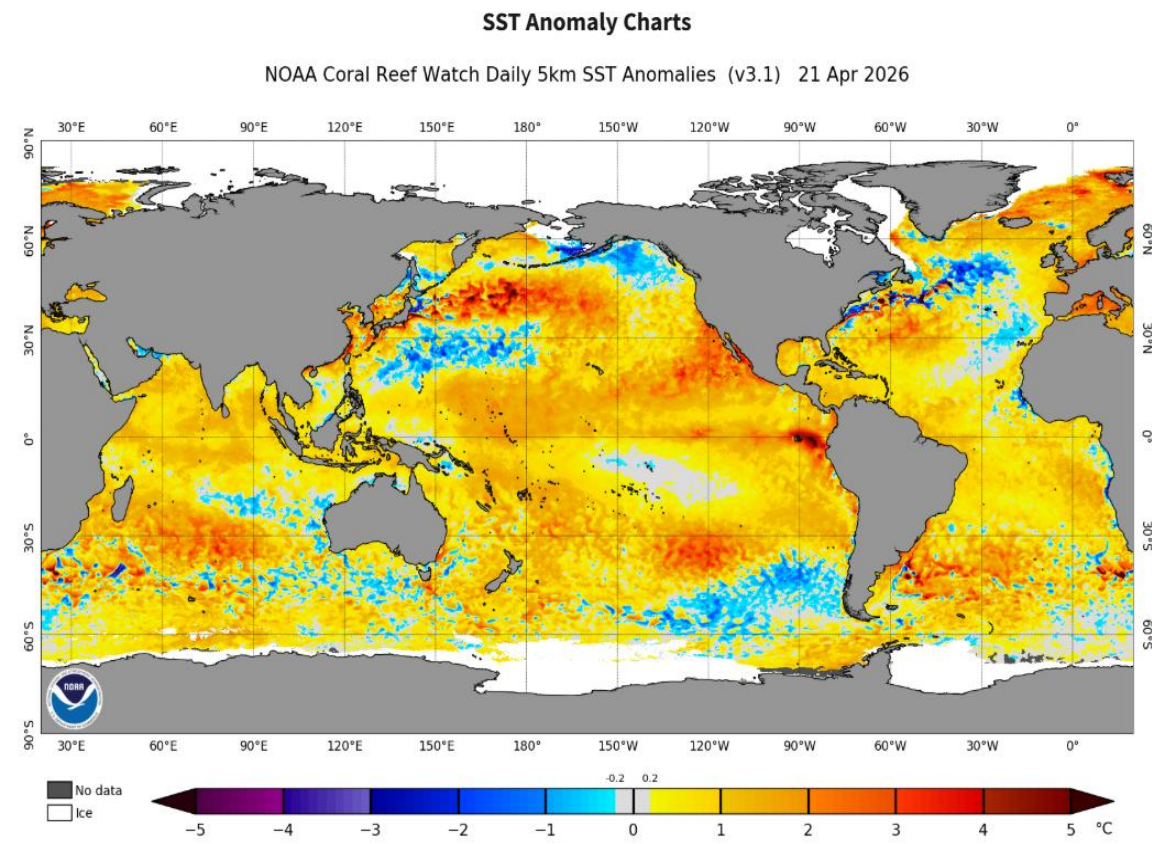 SST Anomaly Charts
NOAA Coral Reef Watch Daily 5km SST Anomalies (v3.1) 21 Apr 2026
30°E 60°E 90°E 120°E 150°E 180° 150°W 120°W 90°W 60°W 30°W 0°
90°N 
60°N 60°N
30°N 30°N
0° 0°
30°S 30°S
60°S 60°S
90°S
NOAA
30°E 60°E 90°E 120°E 150°E 180° 150°W 120°W 90°W 60°W 30°W 0°
-0.2 0.2
No data
Ice
−5 −4 −3 −2 −1 0 1 2 3 4 5 °C